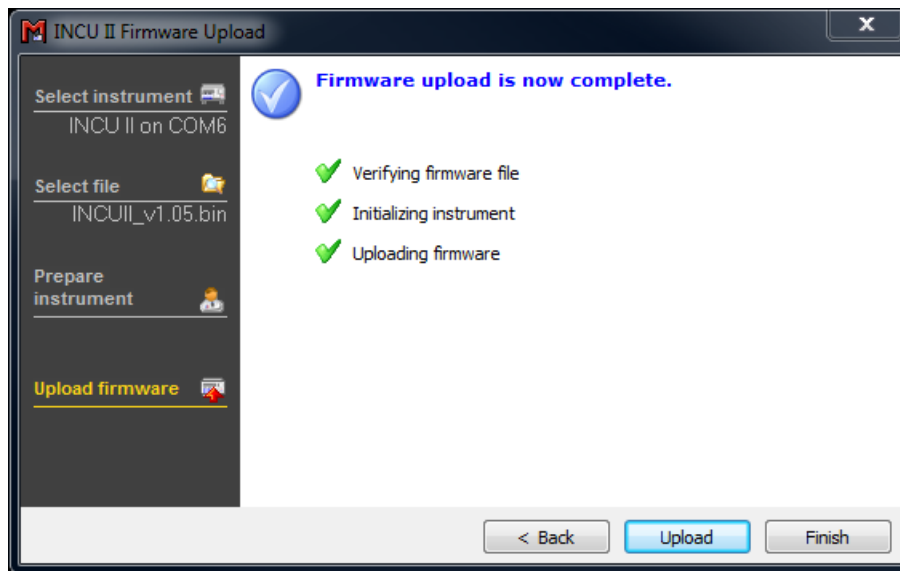 INCU II Firmware Upload
Select instrument
INCU II on COM6
Select file
INCUII_v1.05.bin
Prepare
instrument
Upload firmware
Firmware upload is now complete.
Verifying firmware file
Initializing instrument
Uploading firmware
< Back
Upload
Finish